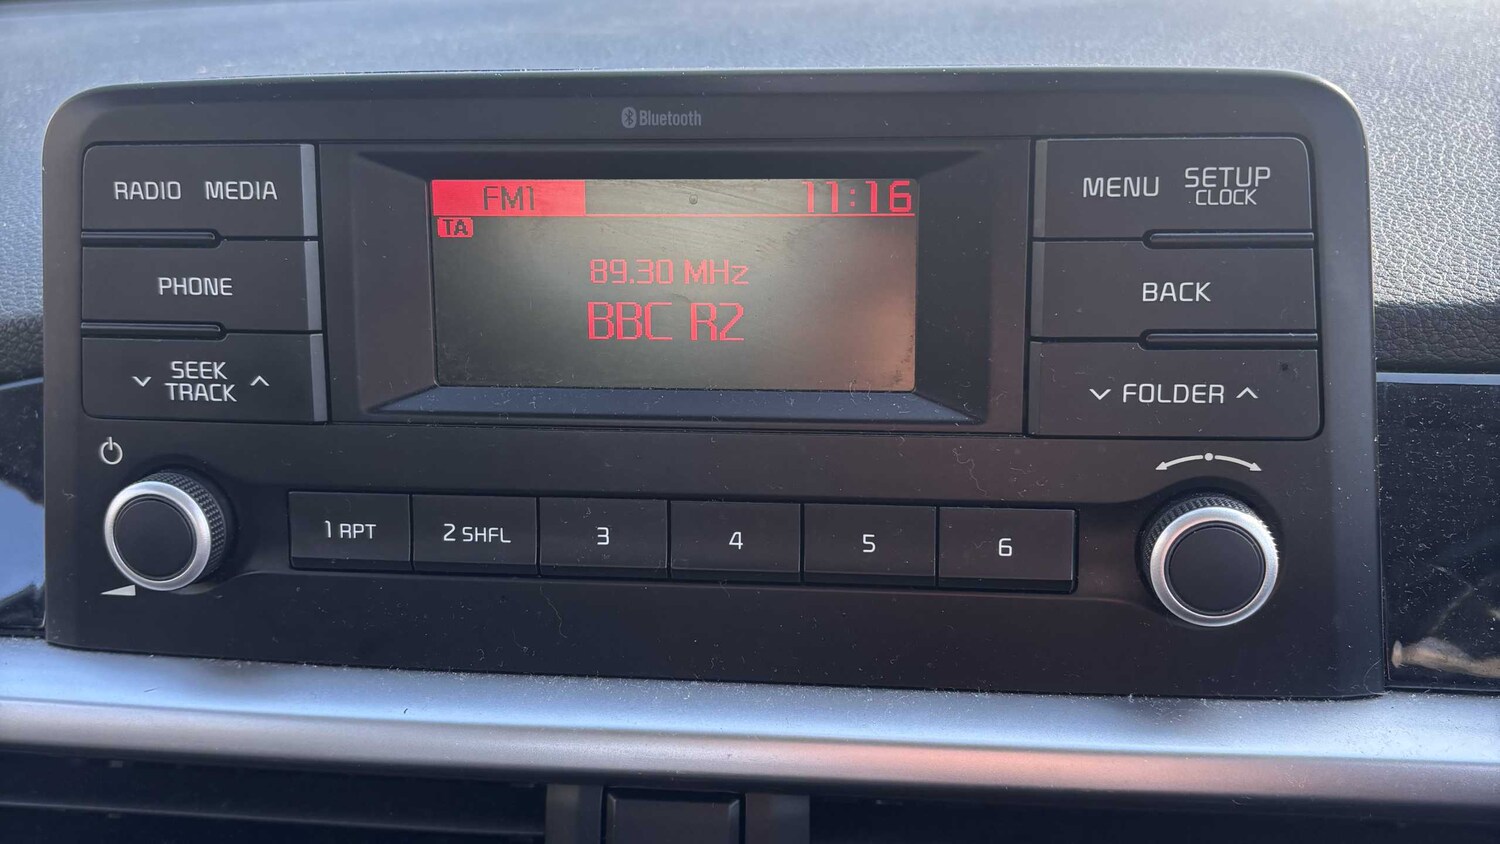 Bluetooth
RADIO MEDIA
FM1 11:16
MENU SETUP
CLOCK
TA
PHONE
89.30 MHz
BACK
BBC R2
SEEK
TRACK
FOLDER
1 RPT 2 SHFL 3 4 5 6